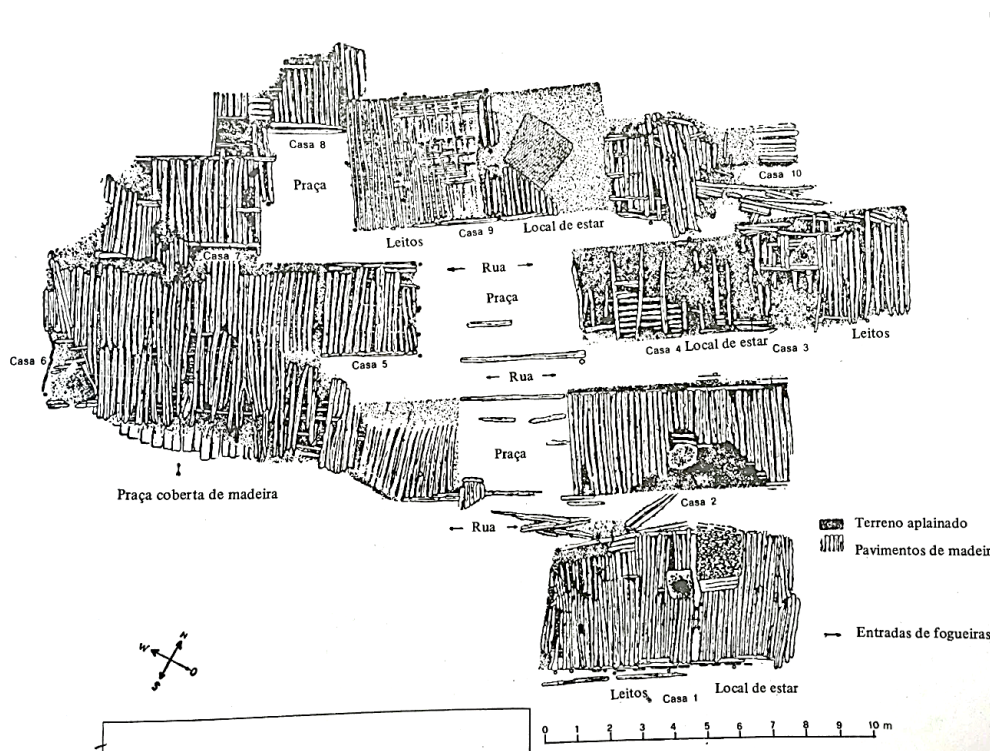 Casa 8
Praça
Casa 10
Casa 9
Local de estar
Leitos
Casa
Rua
Praça
Casa 6
Casa 5
Casa 4
Local de estar
Casa 3
Leitos
Rua
Praça
Praça coberta de madeira
Casa 2
Rua
Terreno aplainado
Pavimentos de madeir
Entradas de fogueiras
N
W
O
S
Leitos
Casa 1
Local de estar
0 1 2 3 4 5 6 7 8 9 10 m